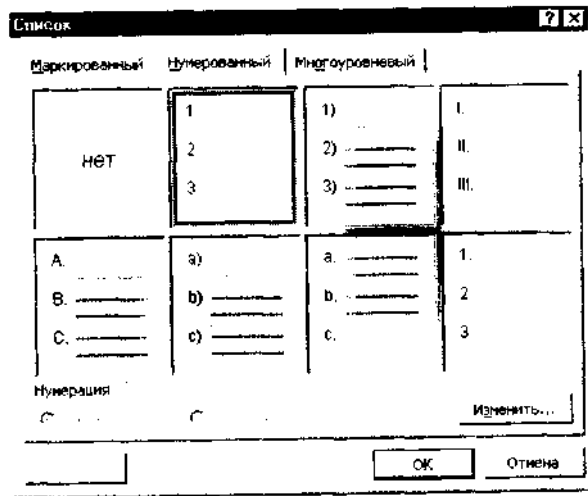 Список
Маркированный Нумерованный Многоуровневый
нет
1
2
3
1)
2)
3)
I.
II.
III.
A.
B.
C.
a)
b)
c)
a.
b.
c.
1.
2
3
Нумерация
Изменить...
OK
Отмена